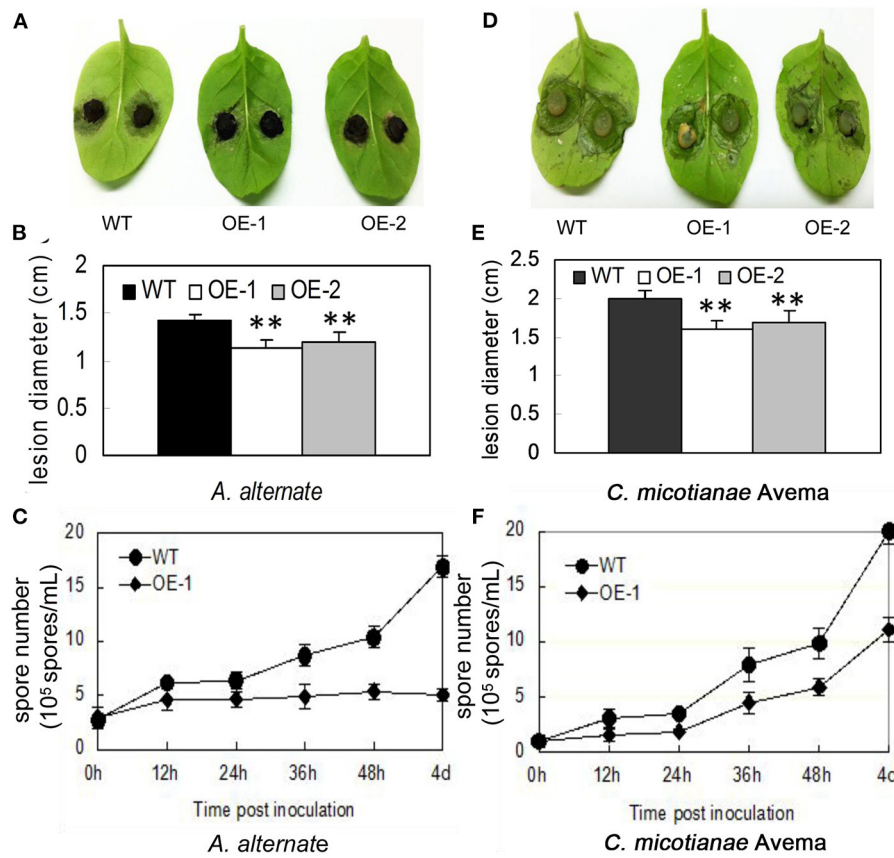 A
WT OE-1 OE-2
B
lesion diameter (cm)
2
1.5
1
0.5
0
WT OE-1 OE-2
** **
A. alternate
C
spore number
(10⁵ spores/mL)
20
15
10
5
0
WT
OE-1
0h 12h 24h 36h 48h 4d
Time post inoculation
A. alternate
D
WT OE-1 OE-2
E
lesion diameter (cm)
2.5
2
1.5
1
0.5
0
WT OE-1 OE-2
** **
C. micotianae Avema
F
spore number
(10⁵ spores/mL)
20
15
10
5
0
WT
OE-1
0h 12h 24h 36h 48h 4d
Time post inoculation
C. micotianae Avema